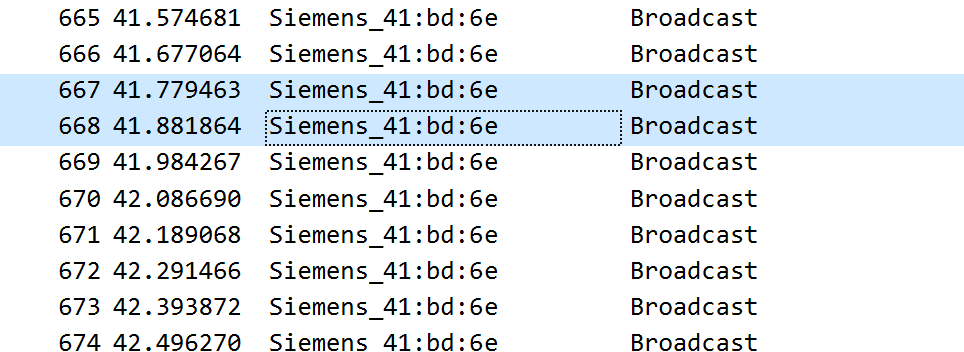 665 41.574681 Siemens_41:bd:6e Broadcast
666 41.677064 Siemens_41:bd:6e Broadcast
667 41.779463 Siemens_41:bd:6e Broadcast
668 41.881864 Siemens_41:bd:6e Broadcast
669 41.984267 Siemens_41:bd:6e Broadcast
670 42.086690 Siemens_41:bd:6e Broadcast
671 42.189068 Siemens_41:bd:6e Broadcast
672 42.291466 Siemens_41:bd:6e Broadcast
673 42.393872 Siemens_41:bd:6e Broadcast
674 42.496270 Siemens_41:bd:6e Broadcast